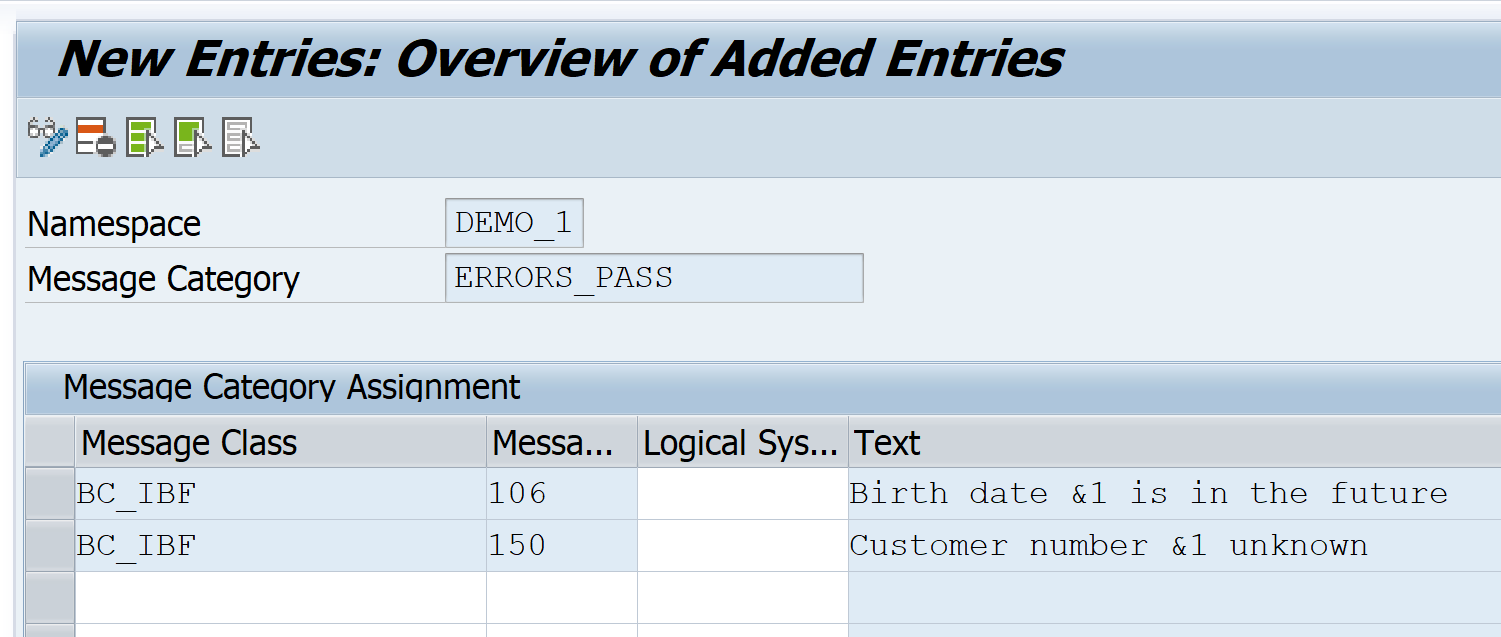 New Entries: Overview of Added Entries
Namespace DEMO_1
Message Category ERRORS_PASS
Message Category Assignment
Message Class Messa... Logical Sys... Text
BC_IBF 106 Birth date &1 is in the future
BC_IBF 150 Customer number &1 unknown